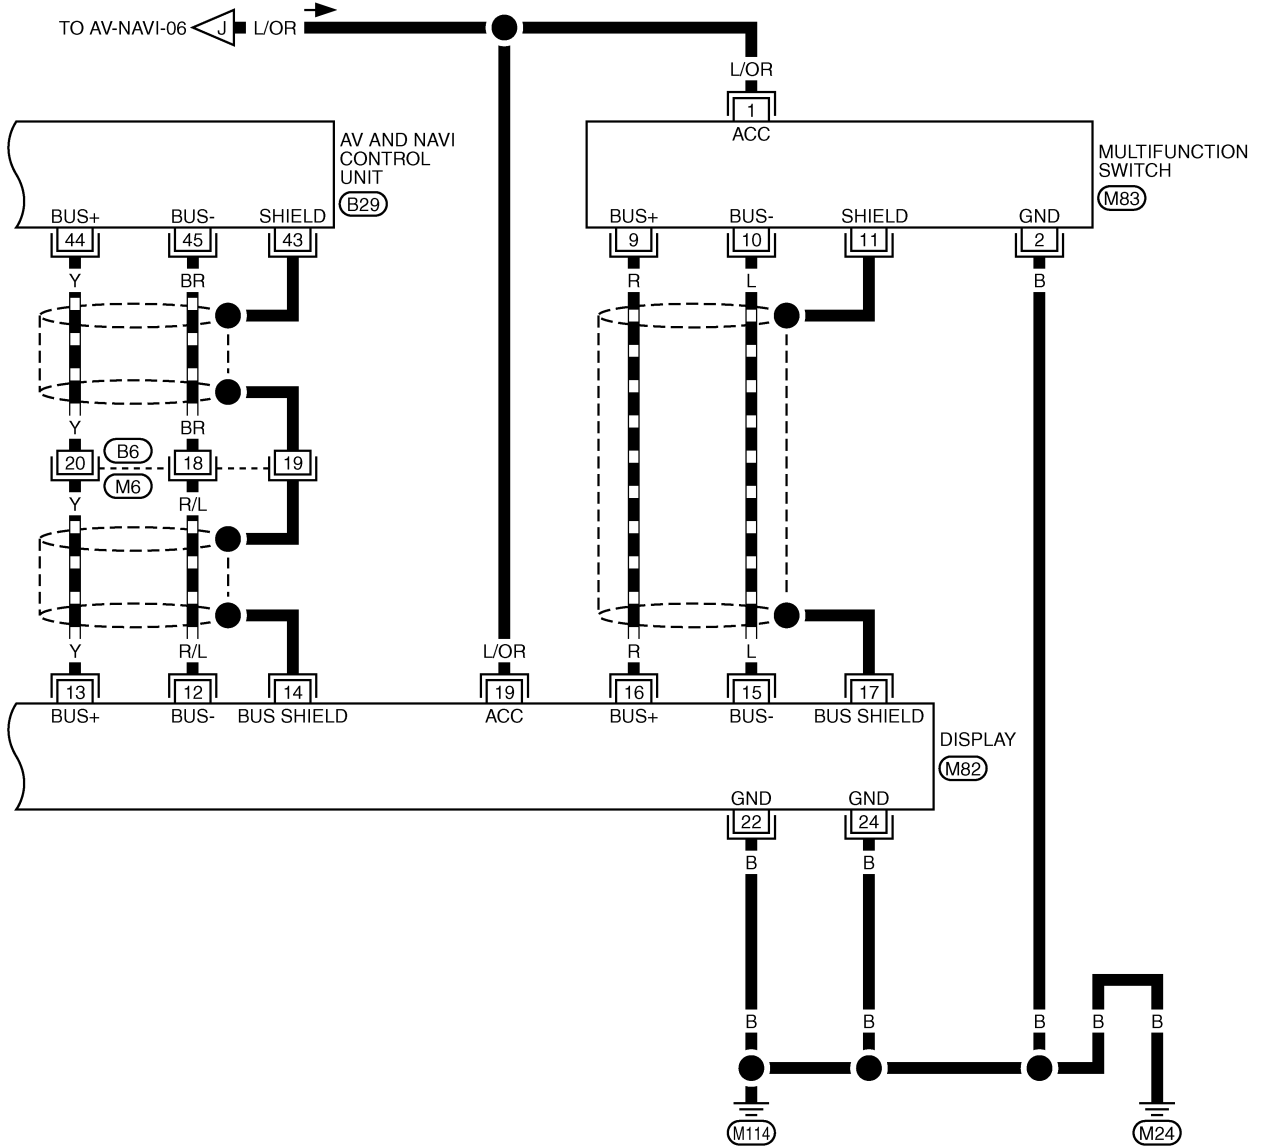 TO AV-NAVI-06 J L/OR
L/OR
1
ACC
AV AND NAVI
CONTROL
UNIT
B29
MULTIFUNCTION
SWITCH
M83
BUS+ BUS- SHIELD BUS+ BUS- SHIELD GND
44 45 43 9 10 11 2
Y BR R L B
Y BR
B6
20 18 19
M6
Y R/L
Y R/L L/OR R L
13 12 14 19 16 15 17
BUS+ BUS- BUS SHIELD ACC BUS+ BUS- BUS SHIELD
DISPLAY
M82
GND GND
22 24
B B
B B B B B
M114 M24